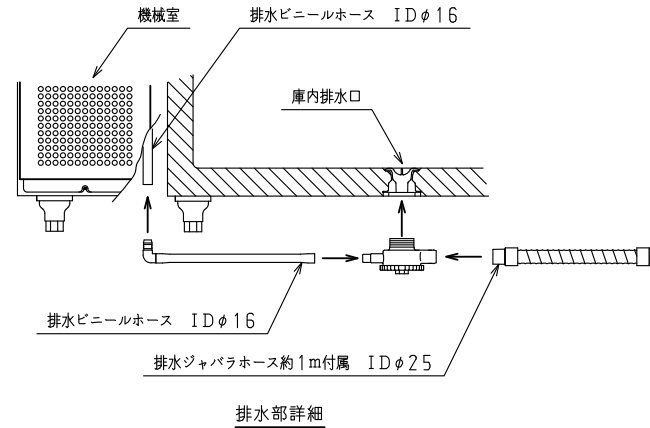 機械室
排水ビニールホース IDφ16
庫内排水口
排水ビニールホース IDφ16
排水ジャバラホース約1m付属 IDφ25
排水部詳細